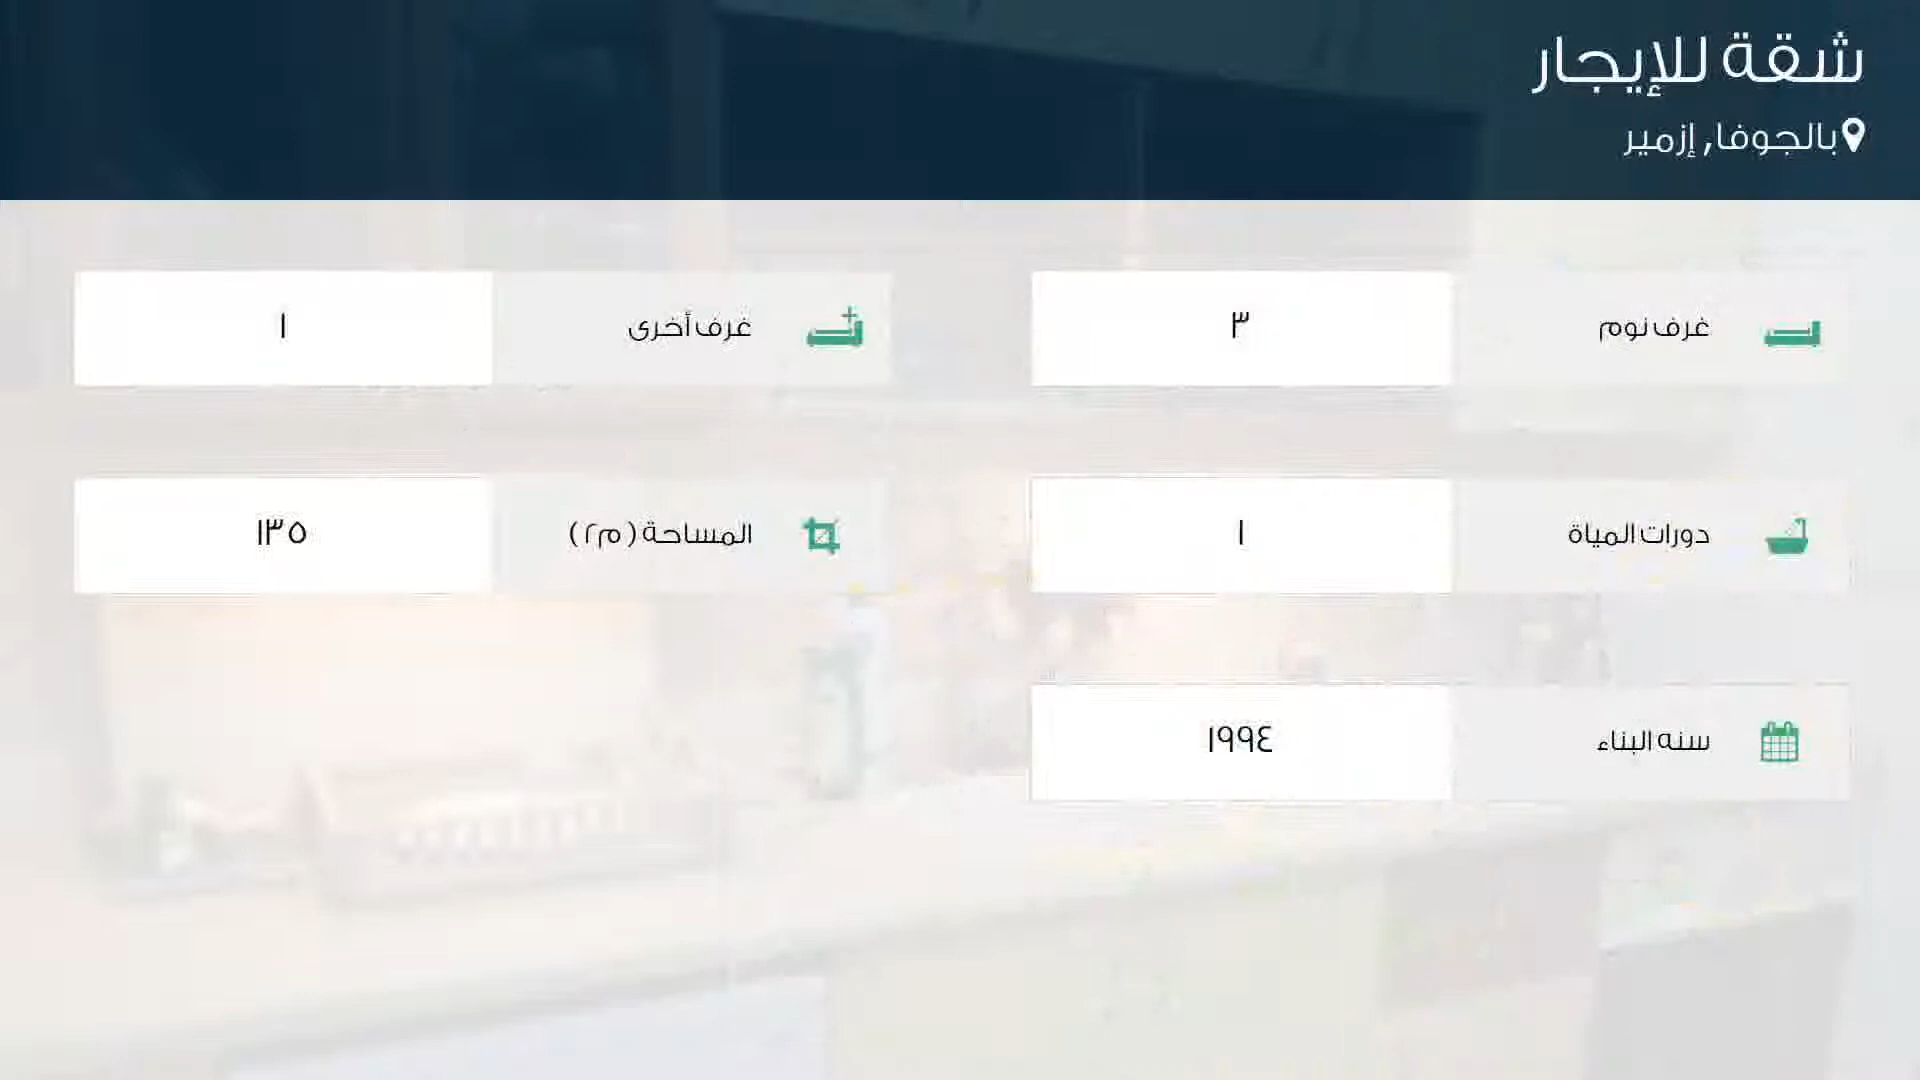 شقة للإيجار
بالجوفا, إزمير
غرف نوم
٣
غرف أخرى
١
دورات المياة
١
المساحة (م٢)
١٣٥
سنه البناء
١٩٩٤